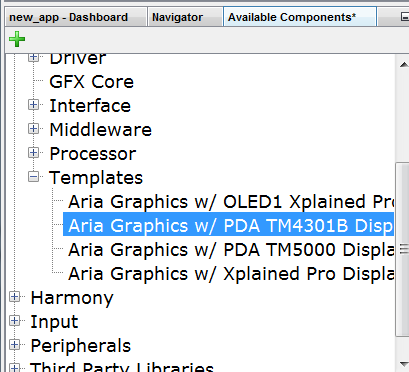 new_app - Dashboard Navigator Available Components*
Driver
GFX Core
Interface
Middleware
Processor
Templates
Aria Graphics w/ OLED1 Xplained Pro
Aria Graphics w/ PDA TM4301B Disp
Aria Graphics w/ PDA TM5000 Displa
Aria Graphics w/ Xplained Pro Displa
Harmony
Input
Peripherals
Third Party Libraries